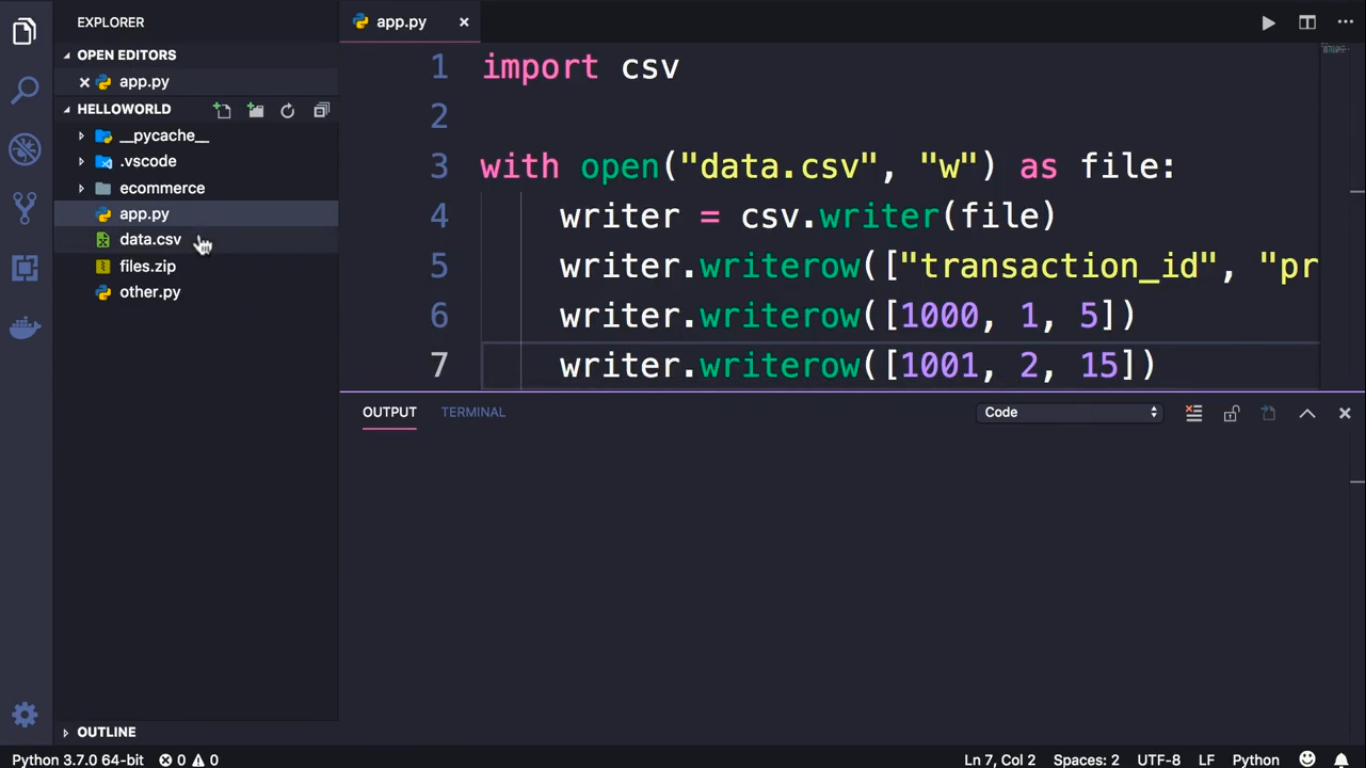 EXPLORER
OPEN EDITORS
app.py
HELLOWORLD
__pycache__
.vscode
ecommerce
app.py
data.csv
files.zip
other.py
OUTLINE
app.py
1 import csv
2
3 with open("data.csv", "w") as file:
4 writer = csv.writer(file)
5 writer.writerow(["transaction_id", "pr
6 writer.writerow([1000, 1, 5])
7 writer.writerow([1001, 2, 15])
OUTPUT TERMINAL Code
Python 3.7.0 64-bit 0 0 Ln 7, Col 2 Spaces: 2 UTF-8 LF Python